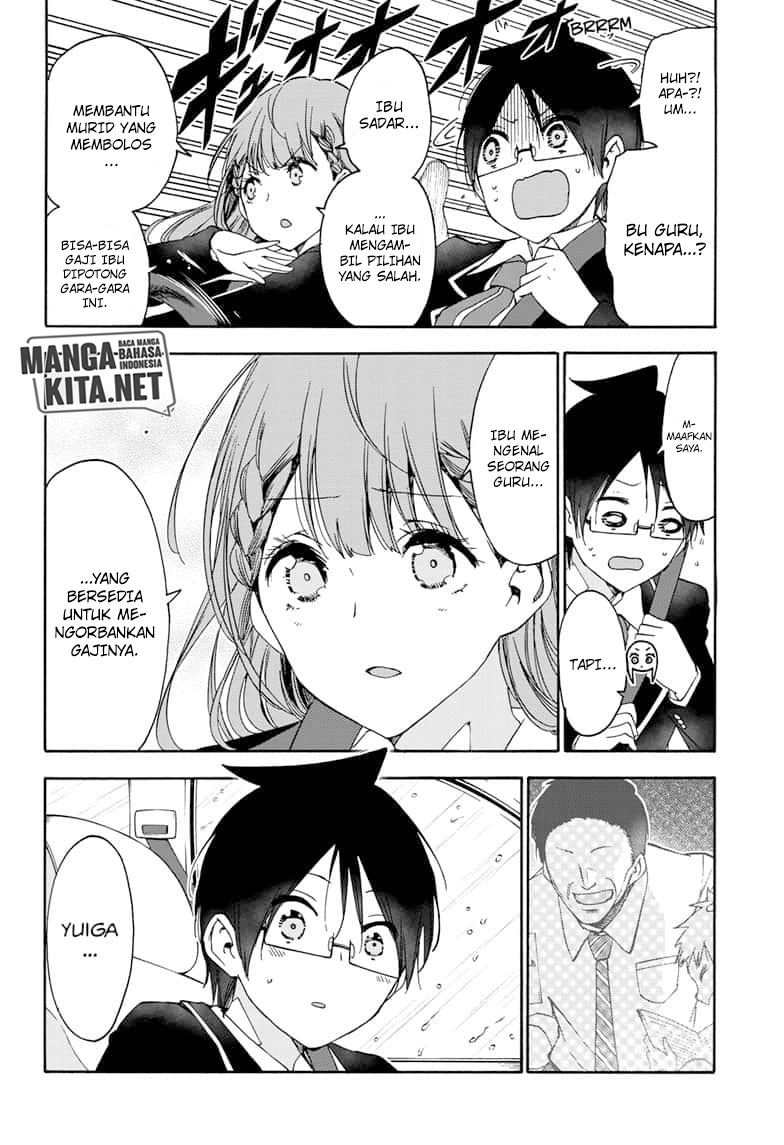 BRRRM
HUH?!
APA-?!
UM...
BU GURU,
KENAPA...?
IBU
SADAR...
...
KALAU IBU
MENGAM-
BIL PILIHAN
YANG SALAH.
MEMBANTU
MURID YANG
MEMBOLOS
...
BISA-BISA
GAJI IBU
DIPOTONG
GARA-GARA
INI.
MANGA
KITA.NET
BACA MANGA
BAHASA
INDONESIA
M-
MAAFKAN
SAYA.
TAPI...
IBU ME-
NGENAL
SEORANG
GURU...
...YANG
BERSEDIA
UNTUK ME-
NGORBANKAN
GAJINYA.
YUIGA
...